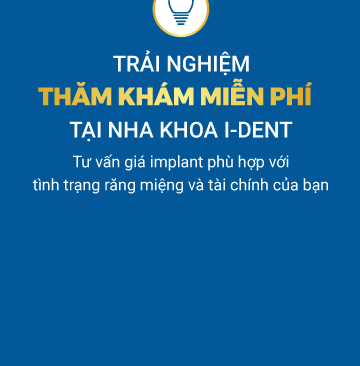 TRẢI NGHIỆM
THĂM KHÁM MIỄN PHÍ
TẠI NHA KHOA I-DENT
Tư vấn giá implant phù hợp với
tình trạng răng miệng và tài chính của bạn